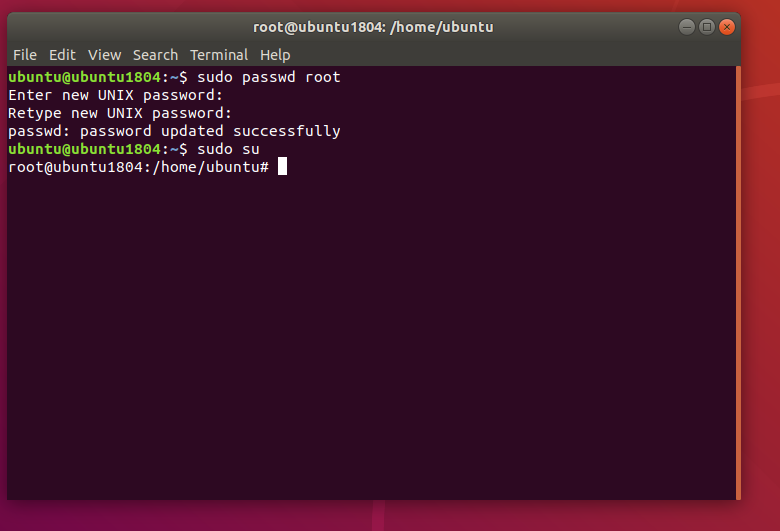 root@ubuntu1804: /home/ubuntu
File Edit View Search Terminal Help
ubuntu@ubuntu1804:~$ sudo passwd root
Enter new UNIX password:
Retype new UNIX password:
passwd: password updated successfully
ubuntu@ubuntu1804:~$ sudo su
root@ubuntu1804:/home/ubuntu#